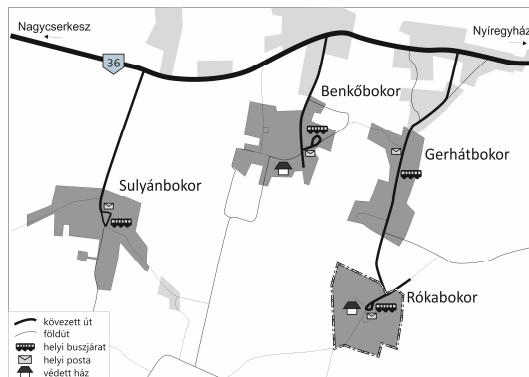 Nagycserkesz
Nyíregyház
36
Benkőbokor
Gerhátbokor
Sulyánbokor
Rókabokor
kövezett út
földút
helyi buszjárat
helyi posta
védett ház